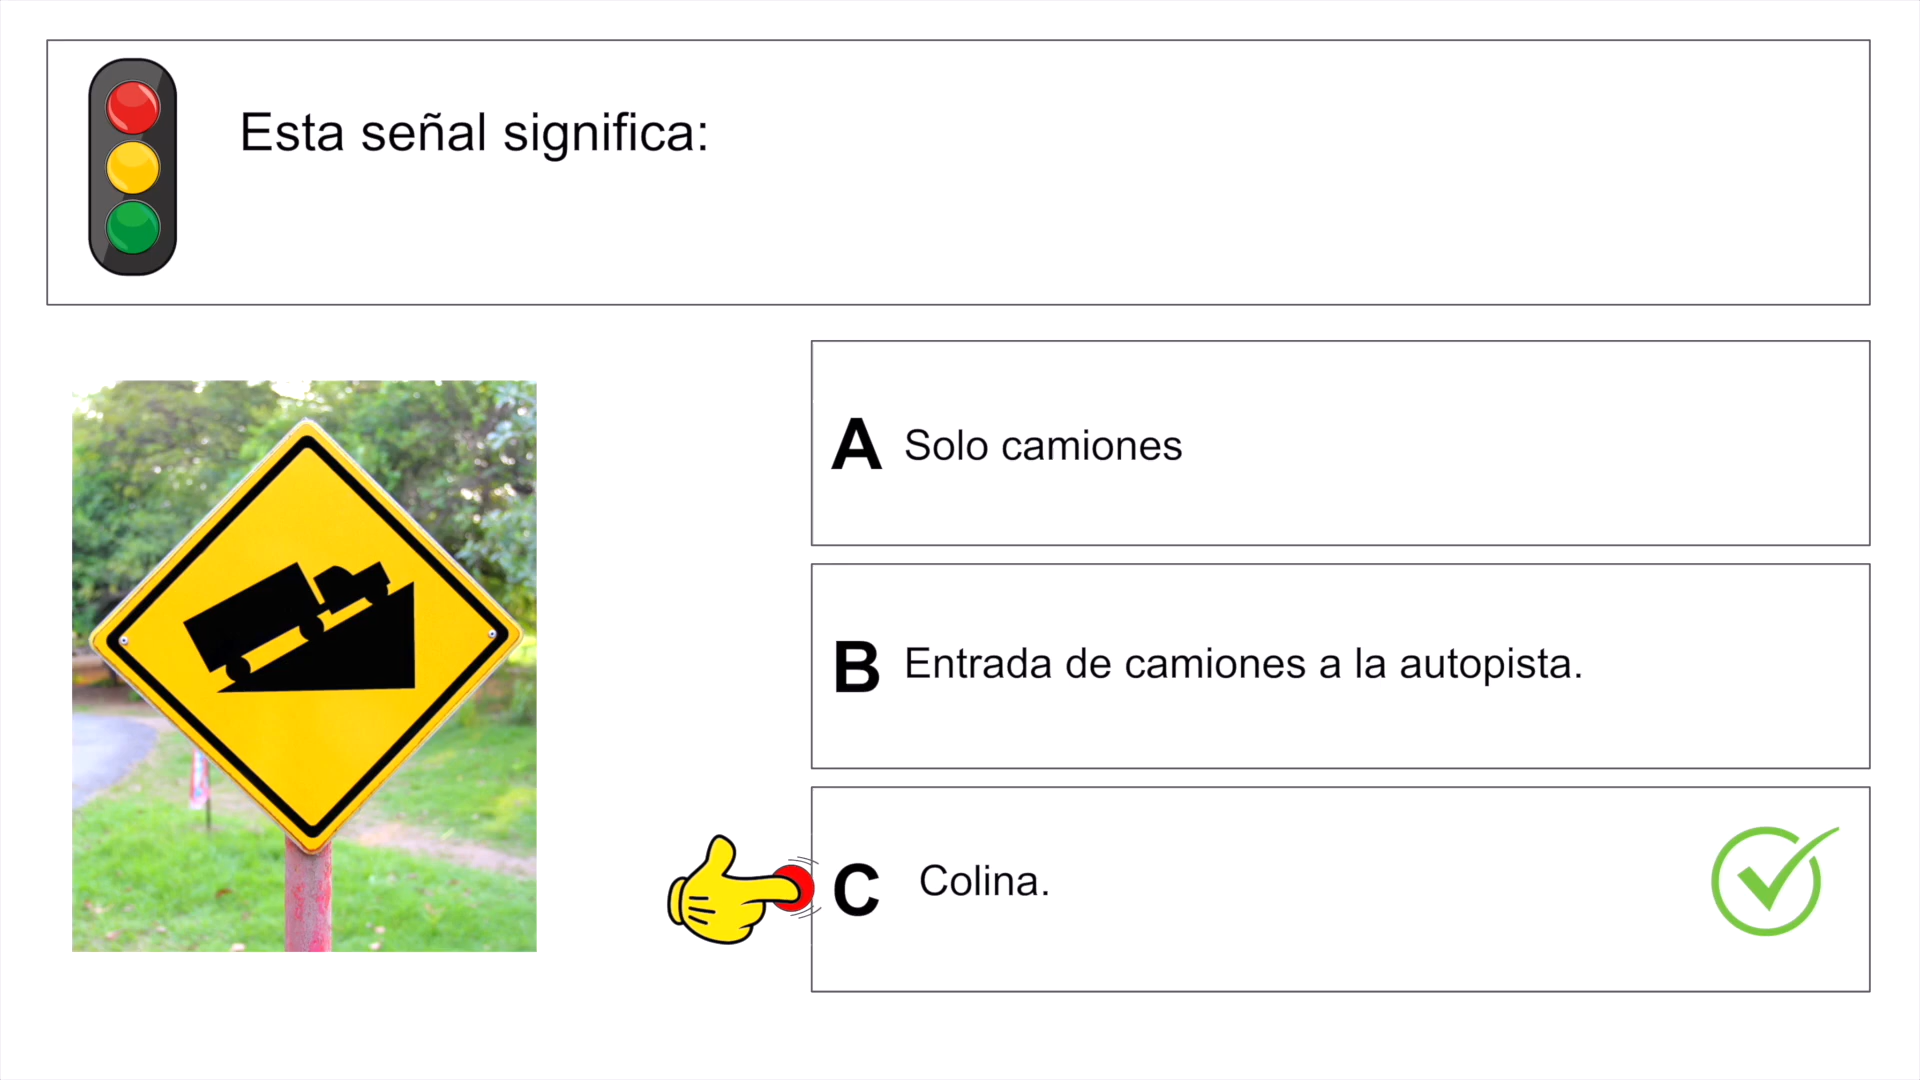 Esta señal significa:
A Solo camiones
B Entrada de camiones a la autopista.
C Colina.